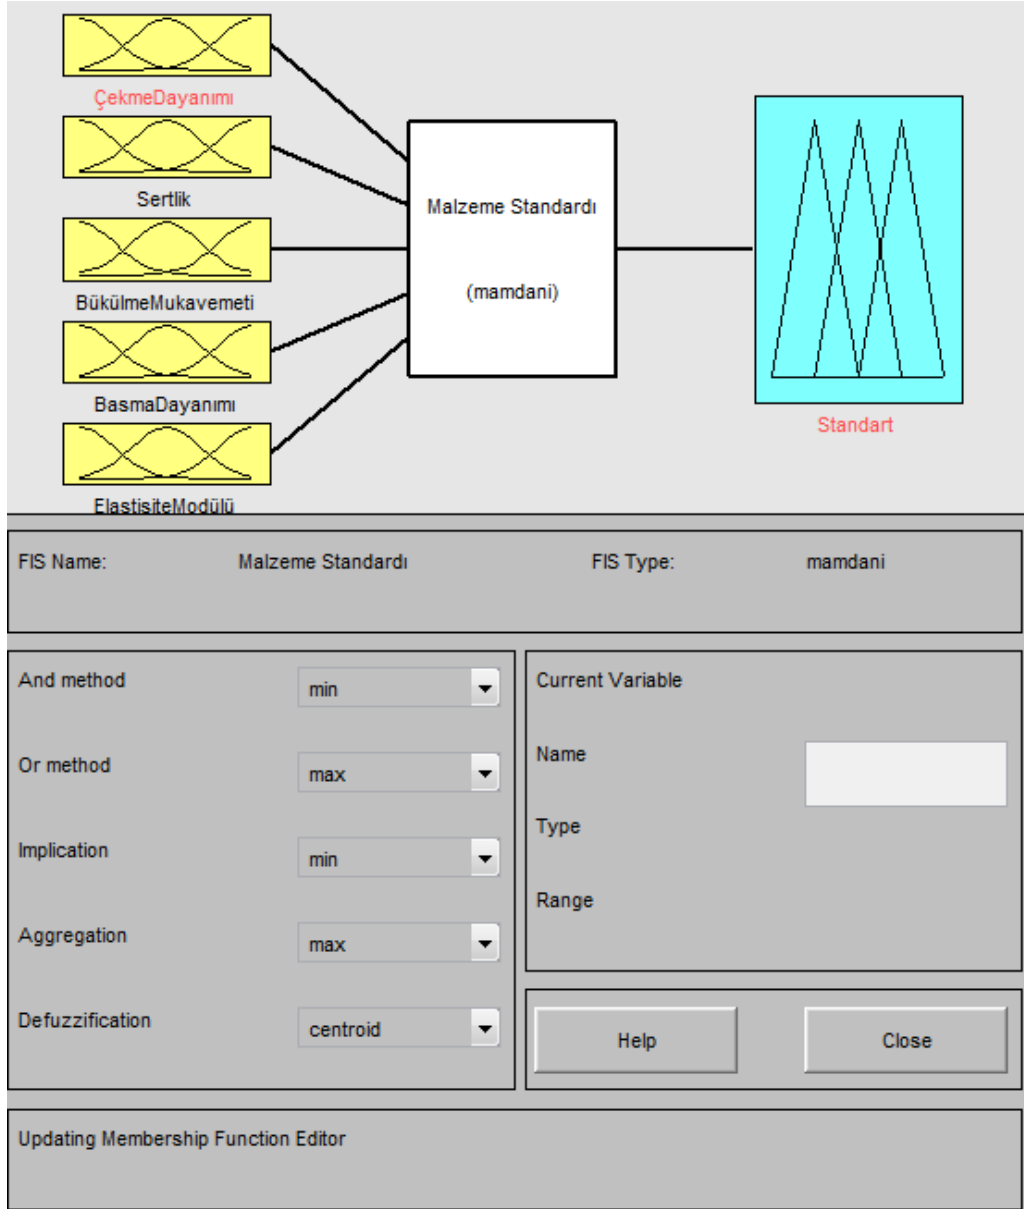 ÇekmeDayanımı
Sertlik
BükülmeMukavemeti
BasmaDayanımı
ElastisiteModülü
Malzeme Standardı
(mamdani)
Standart
FIS Name: Malzeme Standardı FIS Type: mamdani
And method min
Or method max
Implication min
Aggregation max
Defuzzification centroid
Current Variable
Name
Type
Range
Help Close
Updating Membership Function Editor